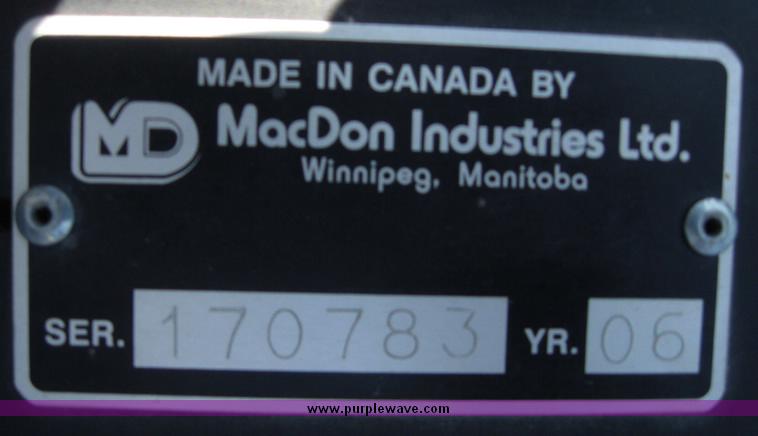 MADE IN CANADA BY
MD MacDon Industries Ltd.
Winnipeg, Manitoba
SER. 170783 YR. 06
www.purplewave.com